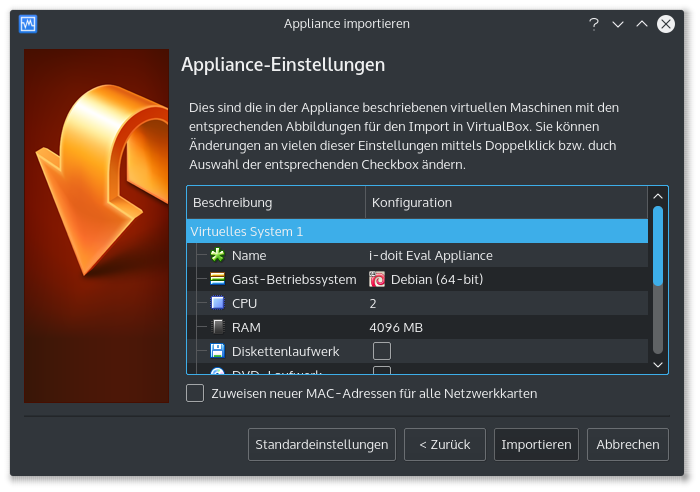 Appliance importieren
Appliance-Einstellungen
Dies sind die in der Appliance beschriebenen virtuellen Maschinen mit den
entsprechenden Abbildungen für den Import in VirtualBox. Sie können
Änderungen an vielen dieser Einstellungen mittels Doppelklick bzw. duch
Auswahl der entsprechenden Checkbox ändern.
Beschreibung Konfiguration
Virtuelles System 1
Name i-doit Eval Appliance
Gast-Betriebssystem Debian (64-bit)
CPU 2
RAM 4096 MB
Diskettenlaufwerk
DVD-Laufwerk
Zuweisen neuer MAC-Adressen für alle Netzwerkkarten
Standardeinstellungen < Zurück Importieren Abbrechen